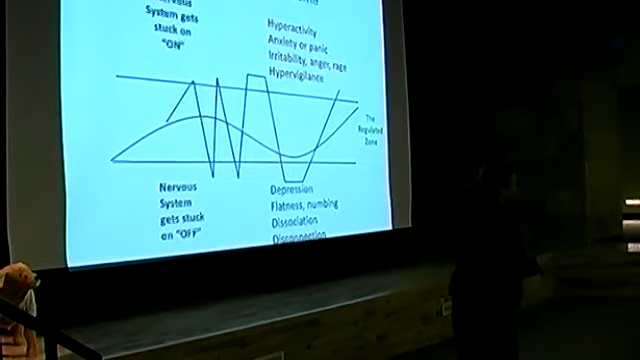 Nervous
System gets
stuck on
"ON"
Hyperactivity
Anxiety or panic
Irritability, anger, rage
Hypervigilance
The
Regulated
Zone
Nervous
System
gets stuck
on "OFF"
Depression
Flatness, numbing
Dissociation
Disconnection